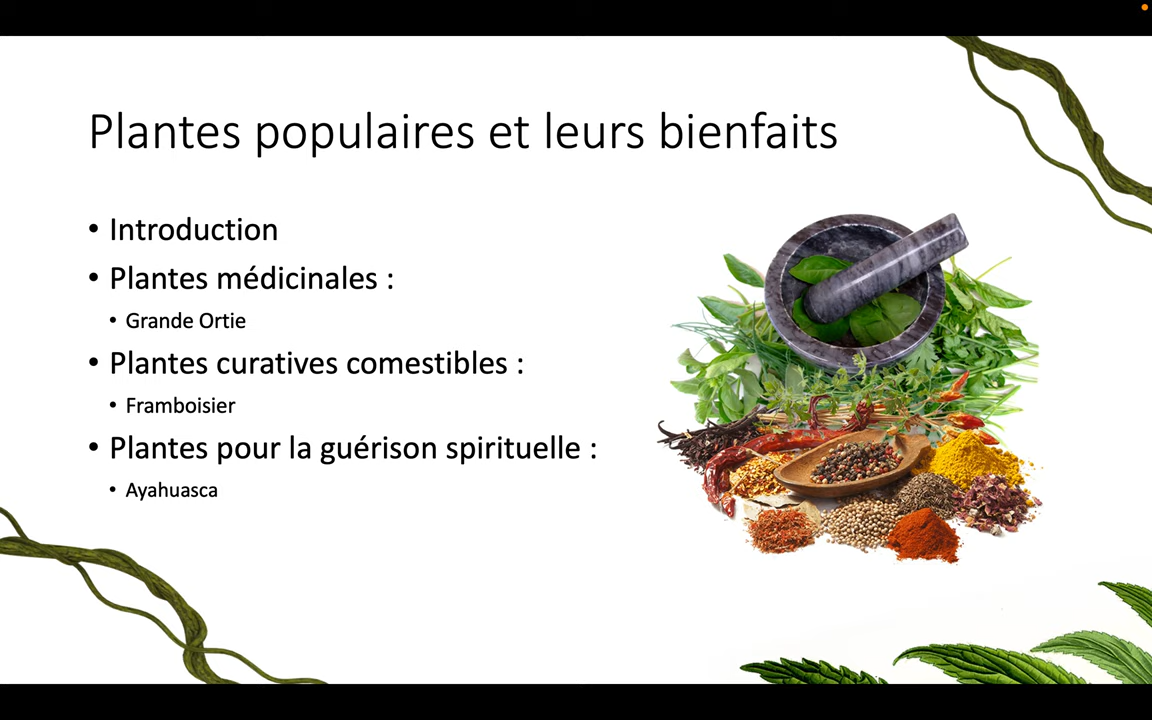 Plantes populaires et leurs bienfaits
• Introduction
• Plantes médicinales :
• Grande Ortie
• Plantes curatives comestibles :
• Framboisier
• Plantes pour la guérison spirituelle :
• Ayahuasca